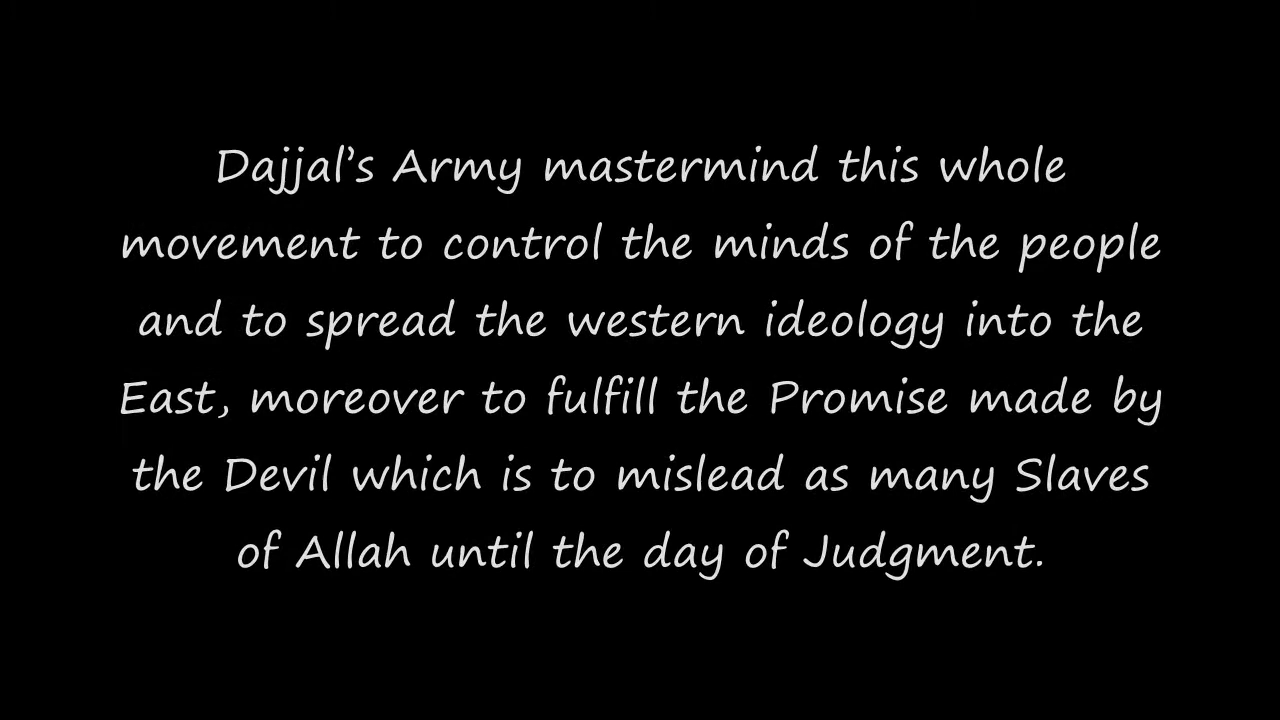 Dajjal’s Army mastermind this whole
movement to control the minds of the people
and to spread the western ideology into the
East, moreover to fulfill the Promise made by
the Devil which is to mislead as many Slaves
of Allah until the day of Judgment.